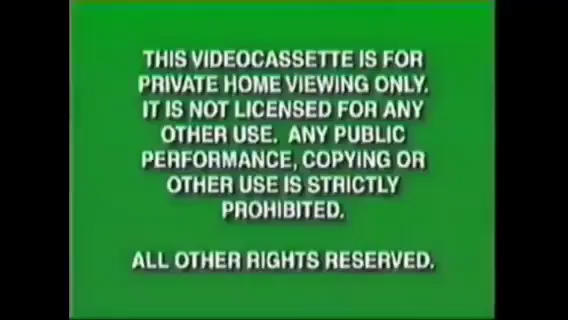 THIS VIDEOCASSETTE IS FOR
PRIVATE HOME VIEWING ONLY.
IT IS NOT LICENSED FOR ANY
OTHER USE.  ANY PUBLIC
PERFORMANCE, COPYING OR
OTHER USE IS STRICTLY
PROHIBITED.
ALL OTHER RIGHTS RESERVED.